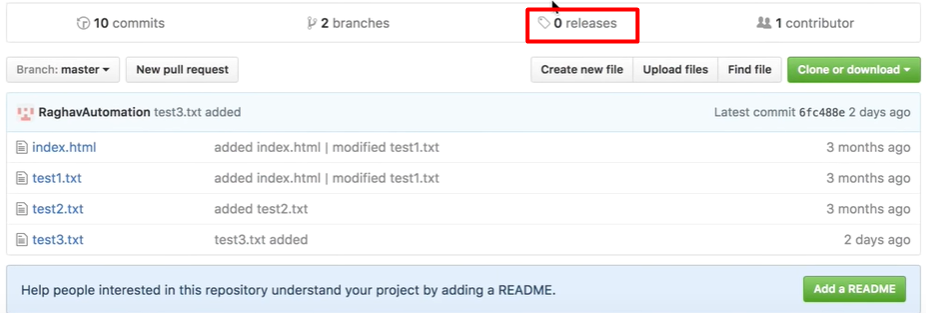 10 commits 2 branches 0 releases 1 contributor
Branch: master New pull request Create new file Upload files Find file Clone or download
RaghavAutomation test3.txt added Latest commit 6fc488e 2 days ago
index.html added index.html | modified test1.txt 3 months ago
test1.txt added index.html | modified test1.txt 3 months ago
test2.txt added test2.txt 3 months ago
test3.txt test3.txt added 2 days ago
Help people interested in this repository understand your project by adding a README. Add a README